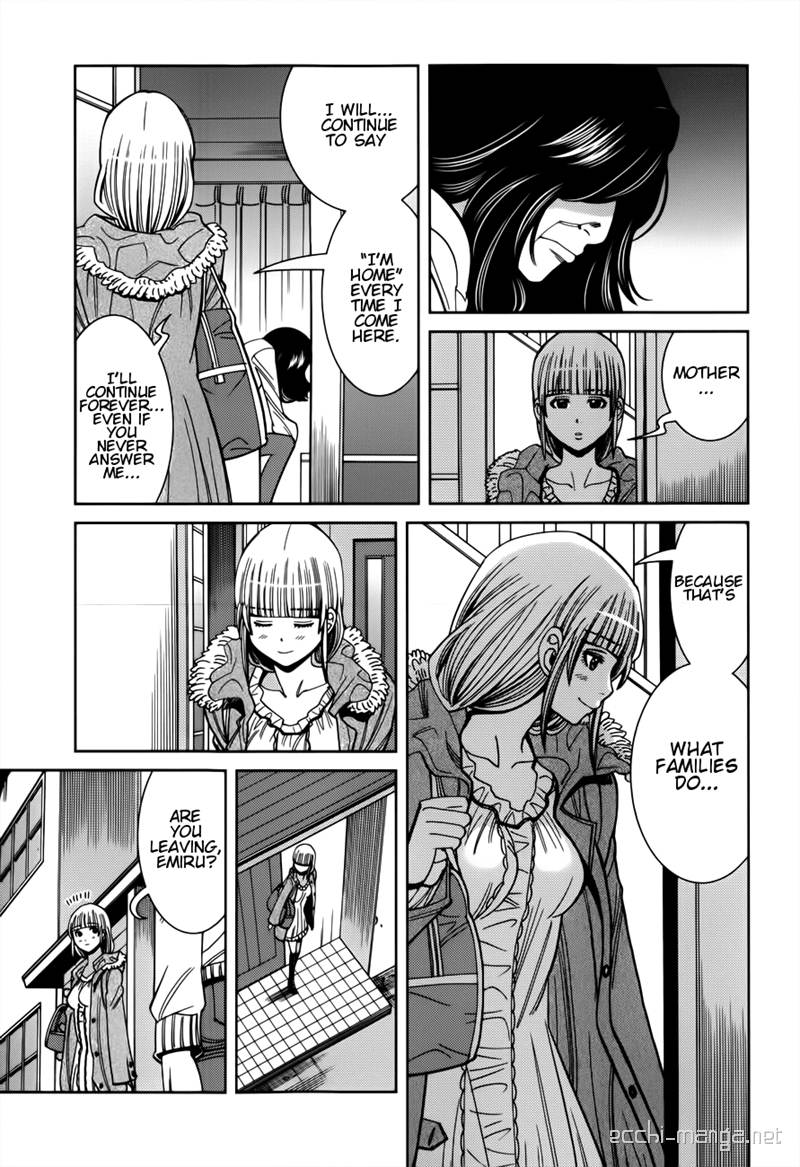 MOTHER
...
I WILL...
CONTINUE
TO SAY
"I'M
HOME"
EVERY
TIME I
COME
HERE.
I'LL
CONTINUE
FOREVER...
EVEN IF
YOU
NEVER
ANSWER
ME...
BECAUSE
THAT'S
WHAT
FAMILIES
DO...
ARE
YOU
LEAVING,
EMIRU?
ecchi-manga.net